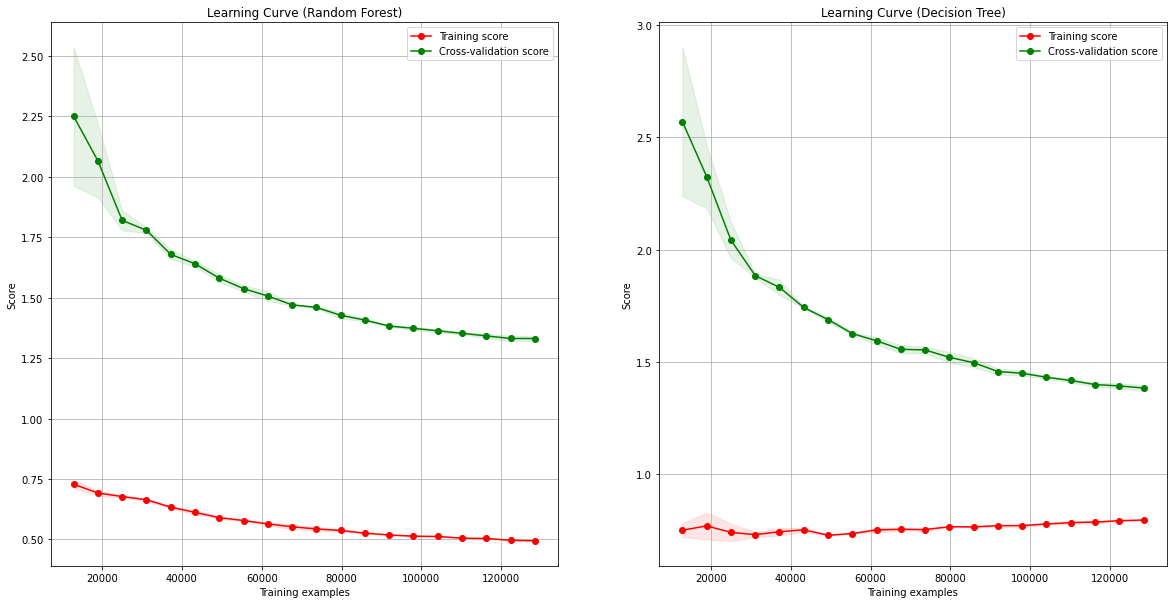 Learning Curve (Random Forest)
Training score
Cross-validation score
Score
2.50
2.25
2.00
1.75
1.50
1.25
1.00
0.75
0.50
20000 40000 60000 80000 100000 120000
Training examples
Learning Curve (Decision Tree)
Training score
Cross-validation score
Score
3.0
2.5
2.0
1.5
1.0
20000 40000 60000 80000 100000 120000
Training examples